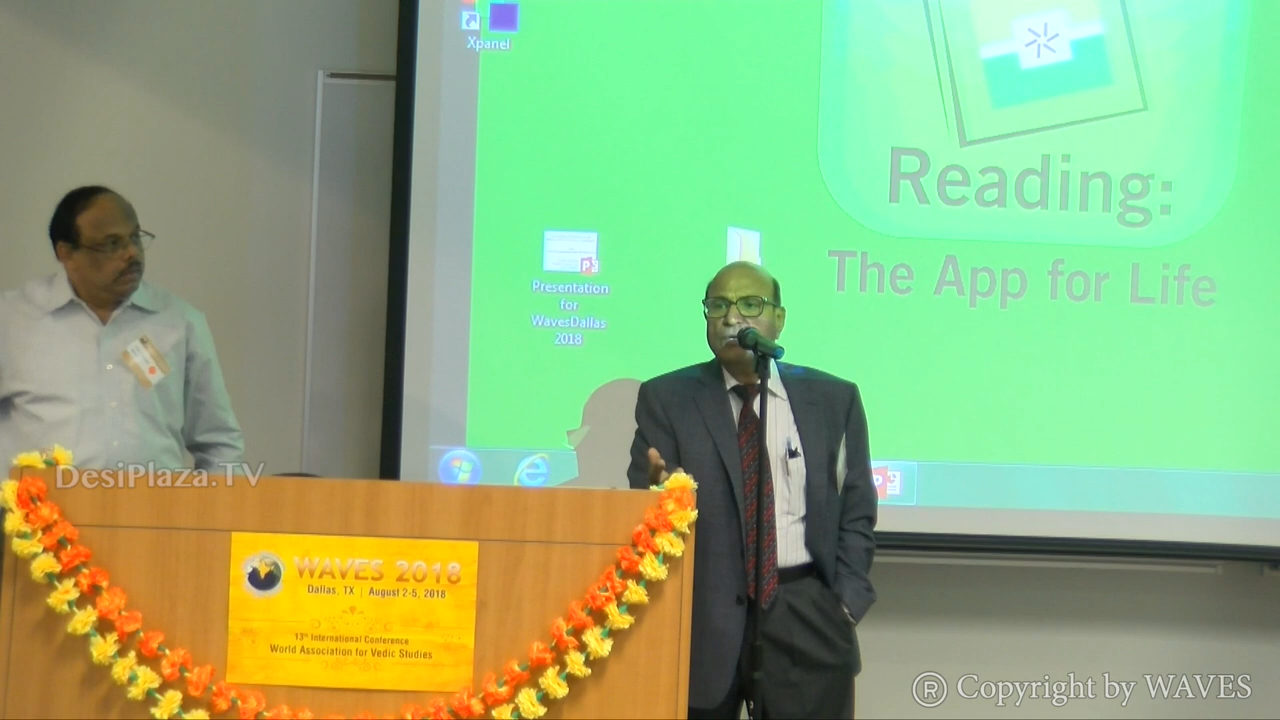 Xpanel
Reading:
The App for Life
Presentation
for
WavesDallas
2018
DesiPlaza.TV
WAVES 2018
Dallas, TX | August 2-5, 2018
13th International Conference
World Association for Vedic Studies
® Copyright by WAVES